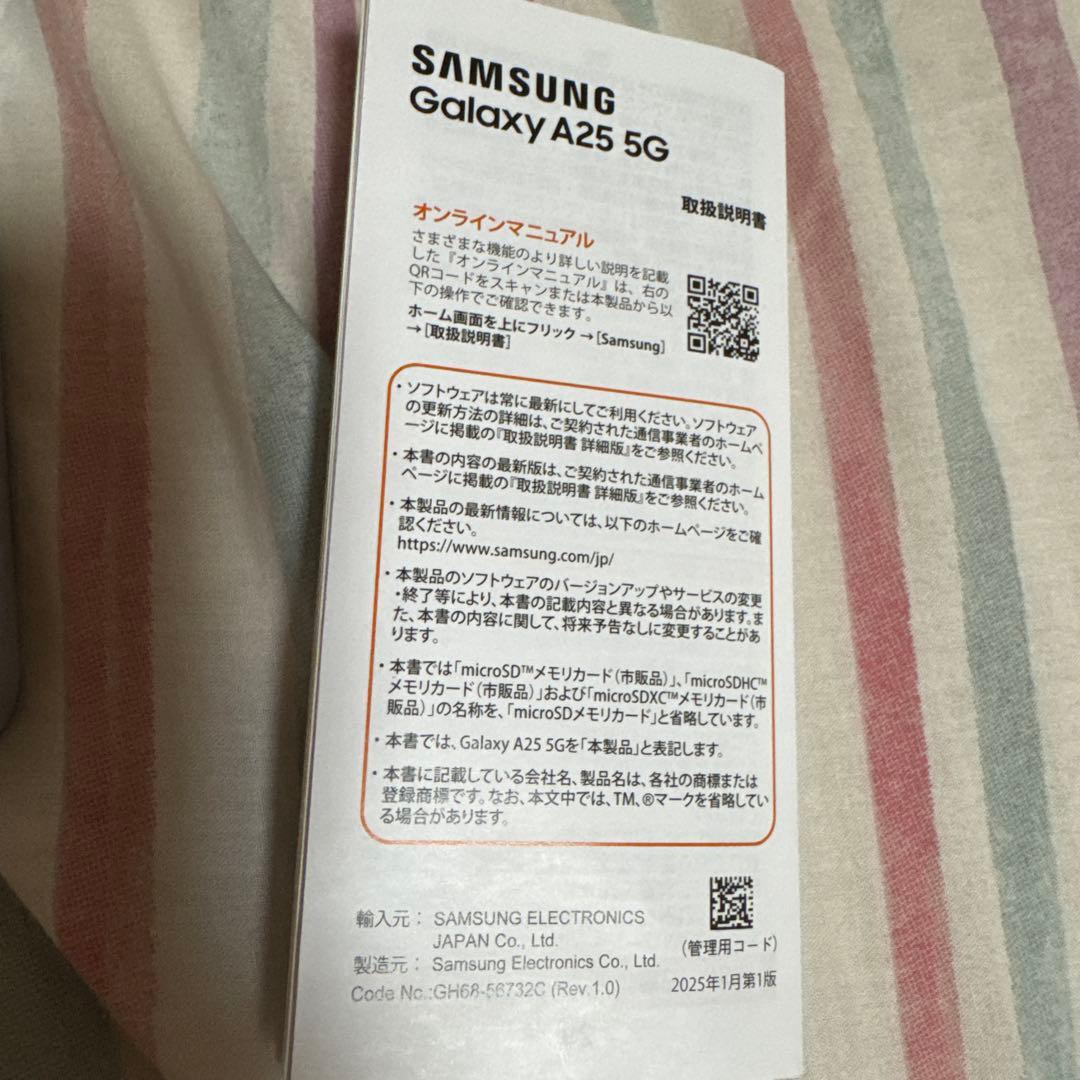 SAMSUNG
Galaxy A25 5G
取扱説明書
オンラインマニュアル
さまざまな機能のより詳しい説明を記載
した『オンラインマニュアル』は、右の
QRコードをスキャンまたは本製品から以
下の操作でご確認できます。
ホーム画面を上にフリック→[Samsung]
→[取扱説明書]
・ソフトウェアは常に最新にしてご利用ください。ソフトウェア
の更新方法の詳細は、ご契約された通信事業者のホームペ
ージに掲載の『取扱説明書 詳細版』をご参照ください。
・本書の内容の最新版は、ご契約された通信事業者のホーム
ページに掲載の『取扱説明書 詳細版』をご参照ください。
・本製品の最新情報については、以下のホームページをご確
認ください。
https://www.samsung.com/jp/
・本製品のソフトウェアのバージョンアップやサービスの変更
・終了等により、本書の記載内容と異なる場合があります。ま
た、本書の内容に関して、将来予告なしに変更することがあ
ります。
・本書では「microSD™メモリカード（市販品）」、「microSDHC™
メモリカード（市販品）」および「microSDXC™メモリカード（市
販品）」の名称を、「microSDメモリカード」と省略しています。
・本書では、Galaxy A25 5Gを「本製品」と表記します。
・本書に記載している会社名、製品名は、各社の商標または
登録商標です。なお、本文中では、TM、®マークを省略してい
る場合があります。
輸入元： SAMSUNG ELECTRONICS
JAPAN Co., Ltd.
製造元： Samsung Electronics Co., Ltd.
Code No.:GH68-56732C (Rev.1.0)
（管理用コード）
2025年1月第1版